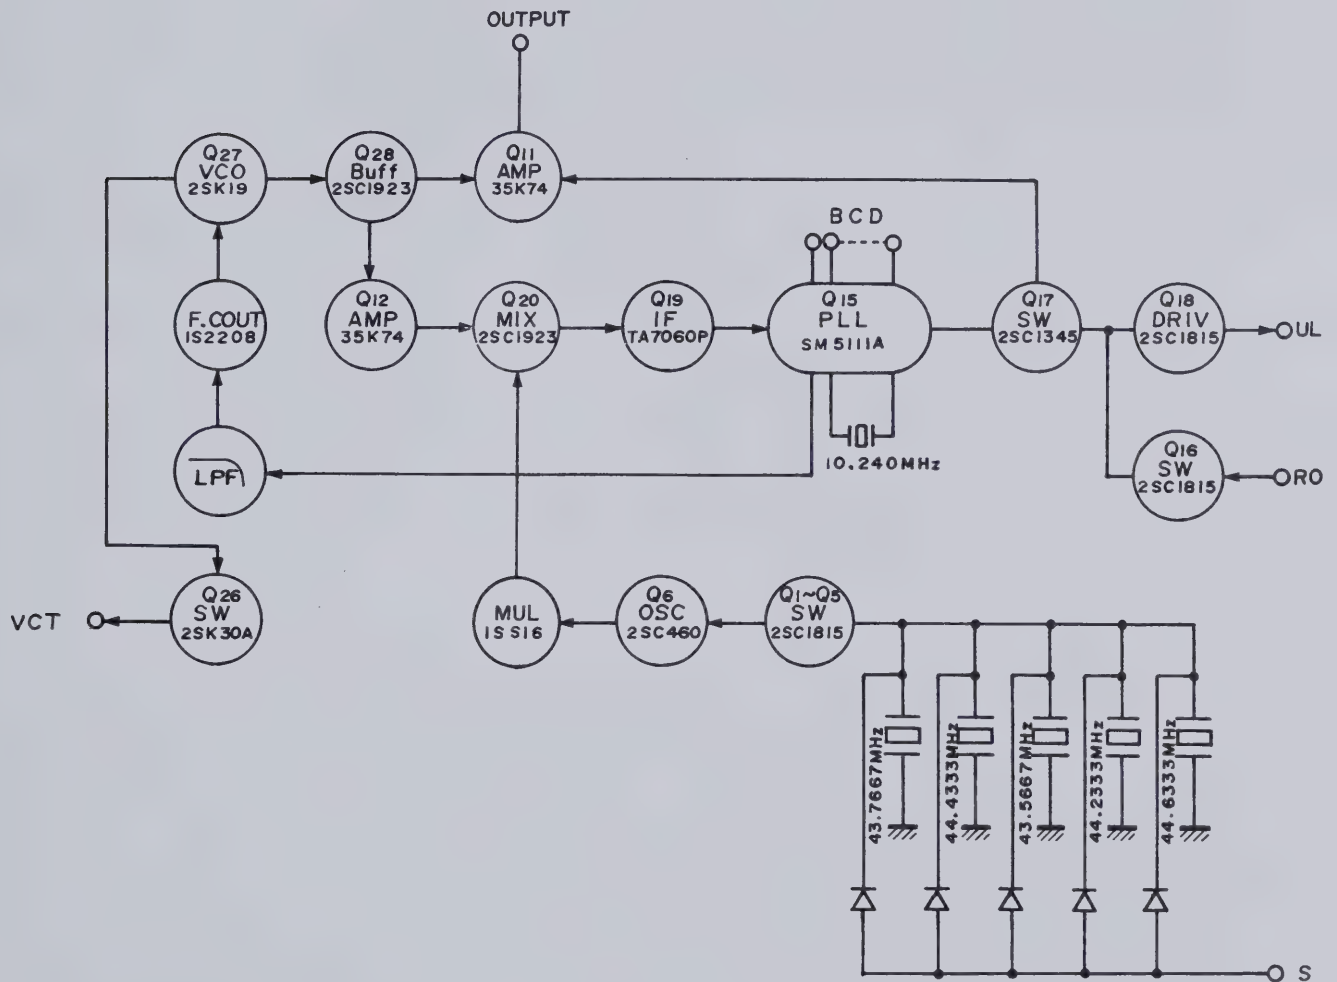 OUTPUT
Q27
VCO
2SK19
Q28
Buff
2SC1923
Q11
AMP
35K74
BCD
F.COUT
1S2208
Q12
AMP
35K74
Q20
MIX
2SC1923
Q19
IF
TA7060P
Q15
PLL
SM5111A
Q17
SW
2SC1345
Q18
DRIV
2SC1815
UL
LPF
10.240MHz
Q16
SW
2SC1815
RO
VCT
Q26
SW
2SK30A
MUL
1SS16
Q6
OSC
2SC460
Q1~Q5
SW
2SC1815
43.7667MHz
44.4333MHz
43.5667MHz
44.2333MHz
44.6333MHz
S